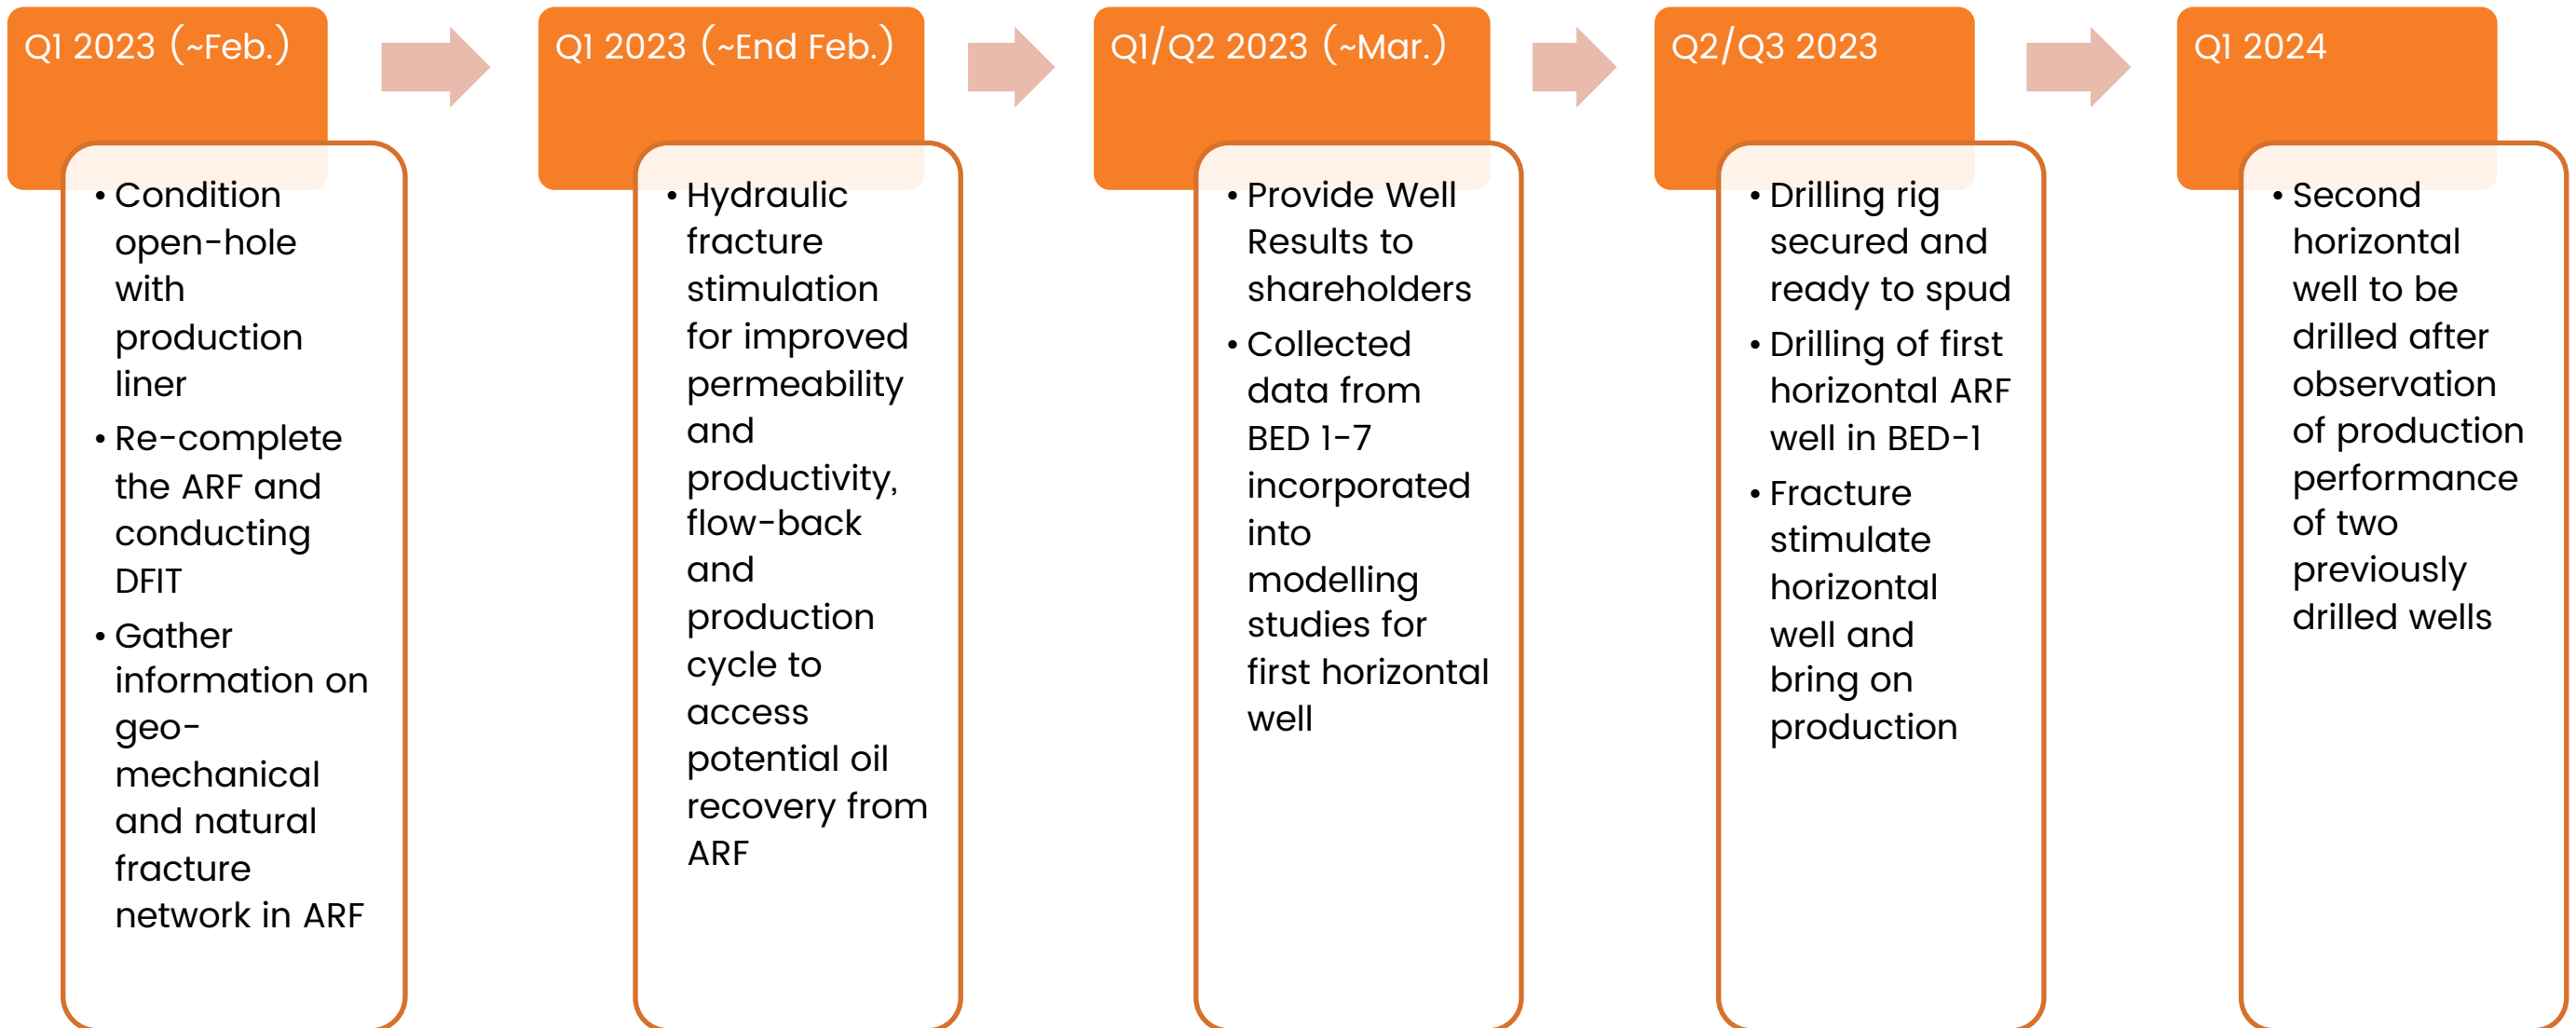 Q1 2023 (~Feb.)
• Condition
open-hole
with
production
liner
• Re-complete
the ARF and
conducting
DFIT
• Gather
information on
geo-
mechanical
and natural
fracture
network in ARF
Q1 2023 (~End Feb.)
• Hydraulic
fracture
stimulation
for improved
permeability
and
productivity,
flow-back
and
production
cycle to
access
potential oil
recovery from
ARF
Q1/Q2 2023 (~Mar.)
• Provide Well
Results to
shareholders
• Collected
data from
BED 1-7
incorporated
into
modelling
studies for
first horizontal
well
Q2/Q3 2023
• Drilling rig
secured and
ready to spud
• Drilling of first
horizontal ARF
well in BED-1
• Fracture
stimulate
horizontal
well and
bring on
production
Q1 2024
• Second
horizontal
well to be
drilled after
observation
of production
performance
of two
previously
drilled wells